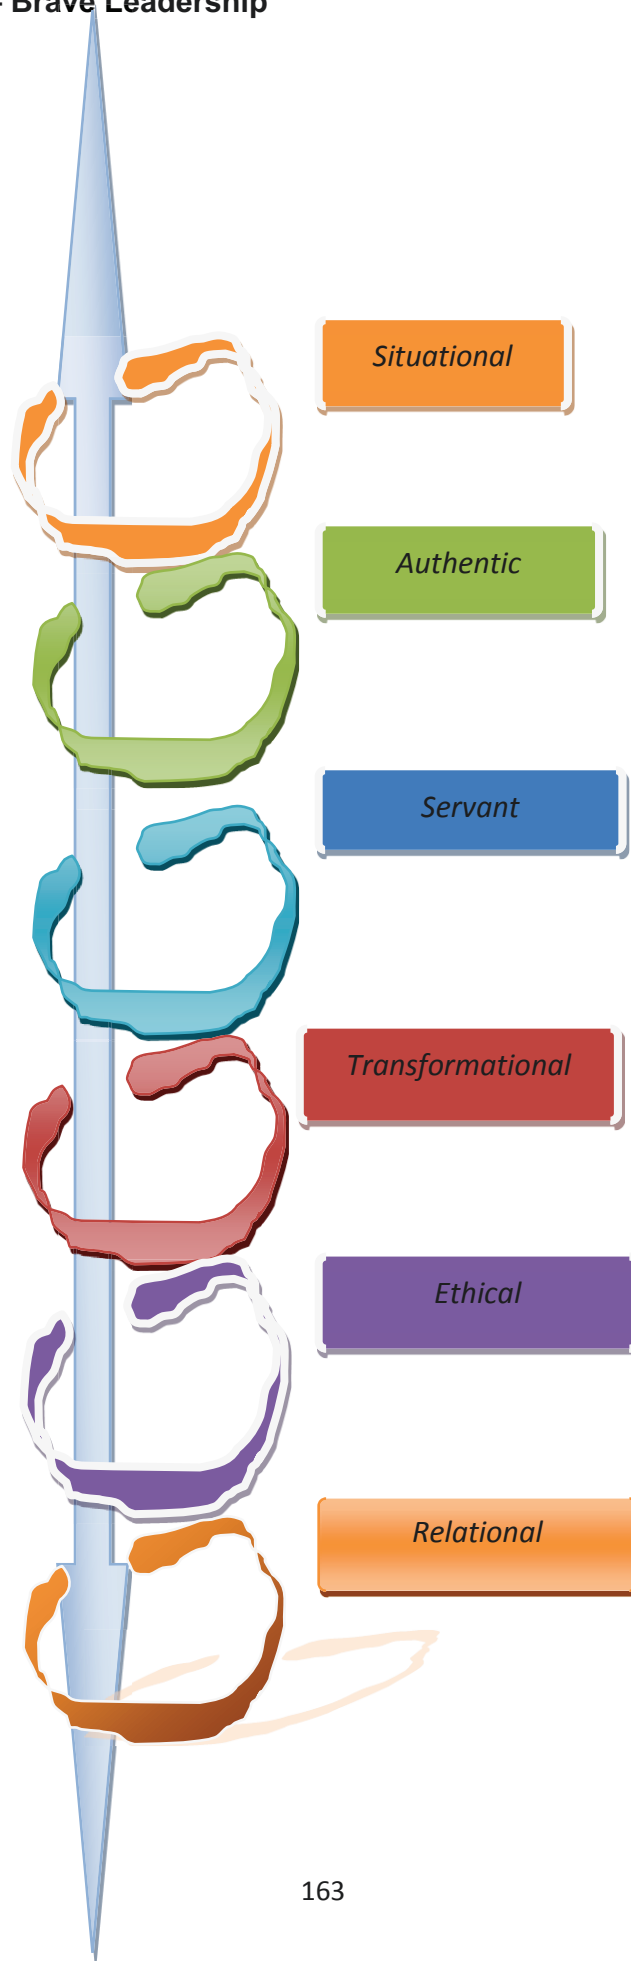 - Brave Leadership
Situational
Authentic
Servant
Transformational
Ethical
Relational
163